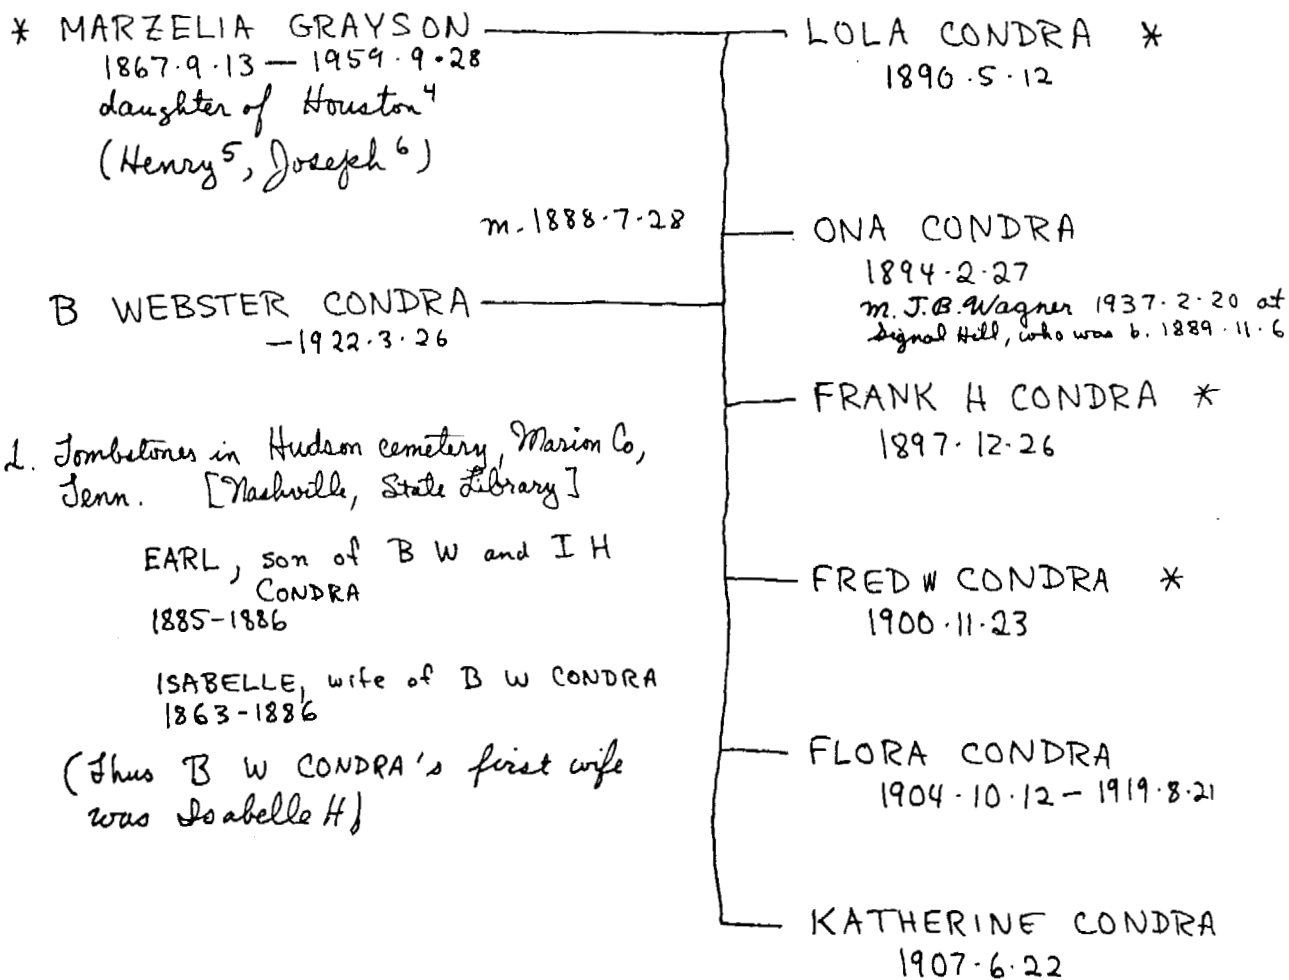 * MARZELIA GRAYSON
1867·9·13 — 1959·9·28
daughter of Houston⁴
(Henry⁵, Joseph⁶)
m. 1888·7·28
B WEBSTER CONDRA
—1922·3·26
1. Tombstones in Hudson cemetery, Marion Co,
Tenn. [Nashville, State Library]
EARL, son of B W and I H
CONDRA
1885-1886
ISABELLE, wife of B W CONDRA
1863-1886
(Thus B W CONDRA's first wife
was Isabelle H)
LOLA CONDRA *
1890·5·12
ONA CONDRA
1894·2·27
m. J.B. Wagner 1937·2·20 at
Signal Hill, who was b. 1889·11·6
FRANK H CONDRA *
1897·12·26
FRED W CONDRA *
1900·11·23
FLORA CONDRA
1904·10·12 - 1919·8·21
KATHERINE CONDRA
1907·6·22